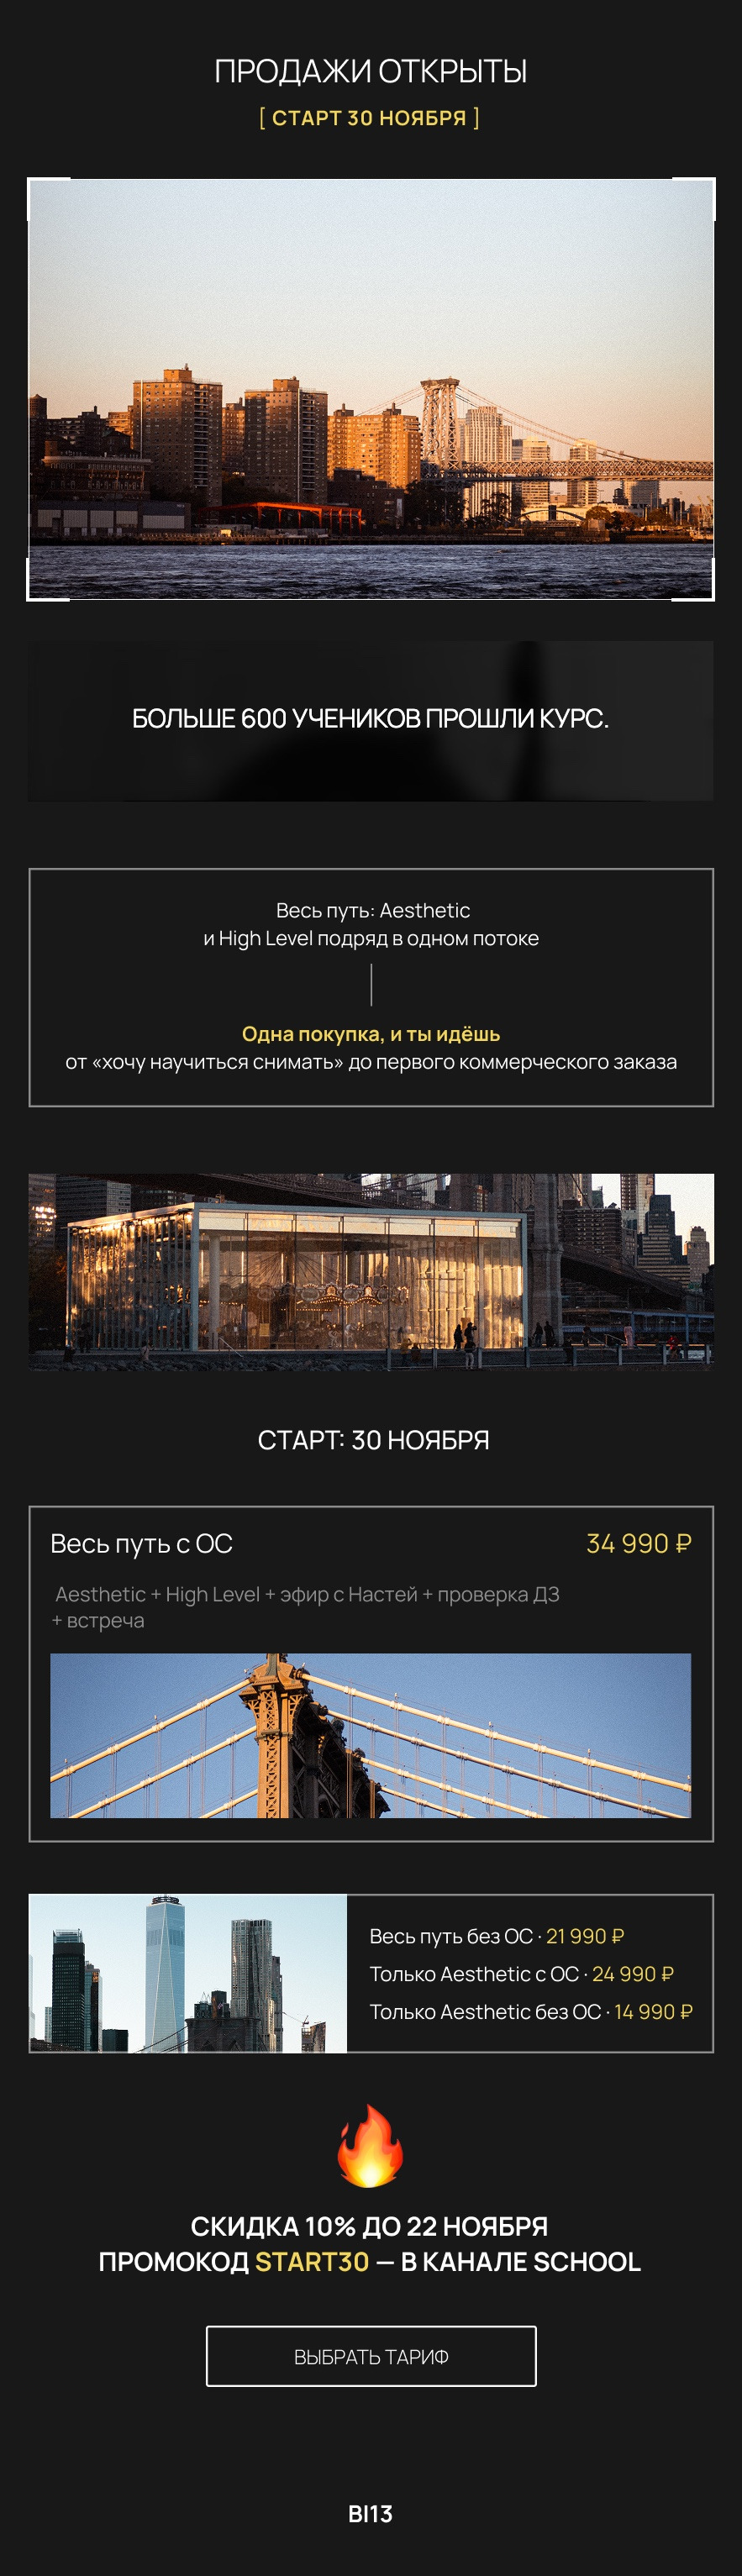 ПРОДАЖИ ОТКРЫТЫ
[ СТАРТ 30 НОЯБРЯ ]
БОЛЬШЕ 600 УЧЕНИКОВ ПРОШЛИ КУРС.
Весь путь: Aesthetic
и High Level подряд в одном потоке
Одна покупка, и ты идёшь
от «хочу научиться снимать» до первого коммерческого заказа
СТАРТ: 30 НОЯБРЯ
Весь путь с ОС 34 990 ₽
Aesthetic + High Level + эфир с Настей + проверка ДЗ
+ встреча
Весь путь без ОС · 21 990 ₽
Только Aesthetic с ОС · 24 990 ₽
Только Aesthetic без ОС · 14 990 ₽
СКИДКА 10% ДО 22 НОЯБРЯ
ПРОМОКОД START30 — В КАНАЛЕ SCHOOL
ВЫБРАТЬ ТАРИФ
BI13